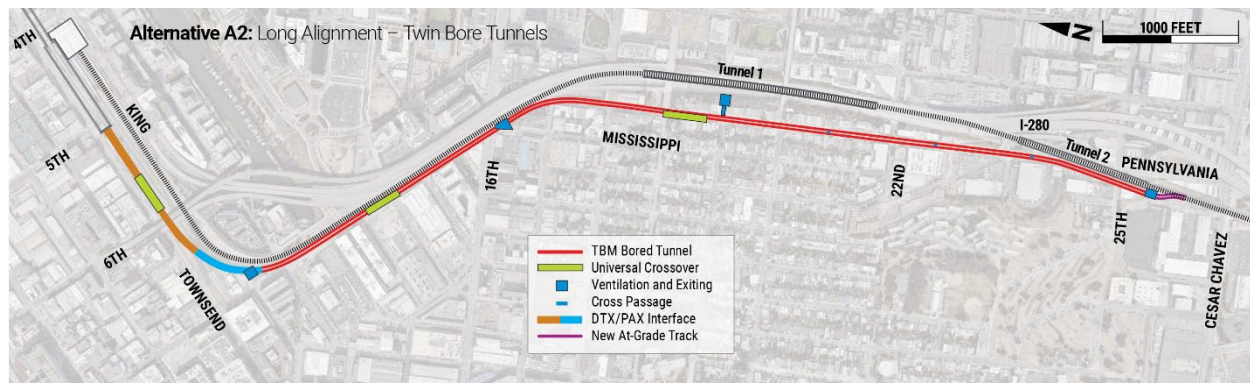 Alternative A2: Long Alignment – Twin Bore Tunnels
N
1000 FEET
4TH
KING
5TH
6TH
TOWNSEND
16TH
Tunnel 1
MISSISSIPPI
22ND
I-280
Tunnel 2
PENNSYLVANIA
25TH
CESAR CHAVEZ
TBM Bored Tunnel
Universal Crossover
Ventilation and Exiting
Cross Passage
DTX/PAX Interface
New At-Grade Track